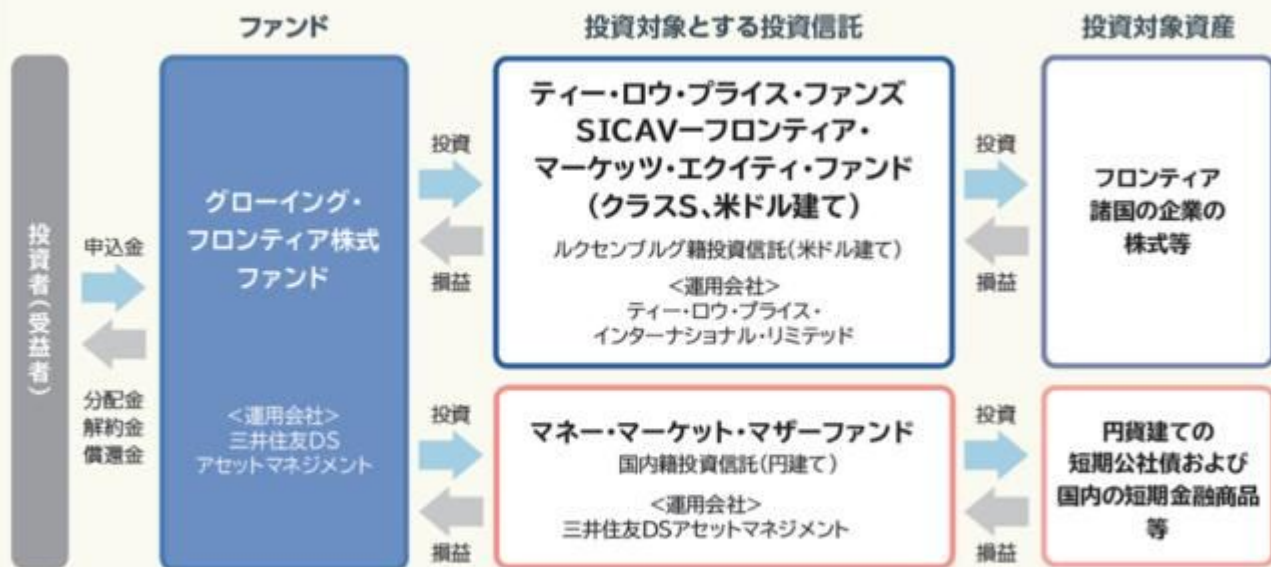 ファンド
投資対象とする投資信託
投資対象資産
投資者(受益者)
申込金
分配金
解約金
償還金
グローイング・
フロンティア株式
ファンド
<運用会社>
三井住友DS
アセットマネジメント
投資
損益
ティー・ロウ・プライス・ファンズ
SICAVーフロンティア・
マーケッツ・エクイティ・ファンド
(クラスS、米ドル建て)
ルクセンブルグ籍投資信託(米ドル建て)
<運用会社>
ティー・ロウ・プライス・
インターナショナル・リミテッド
投資
損益
フロンティア
諸国の企業の
株式等
投資
損益
マネー・マーケット・マザーファンド
国内籍投資信託(円建て)
<運用会社>
三井住友DSアセットマネジメント
投資
損益
円貨建ての
短期公社債および
国内の短期金融商品
等